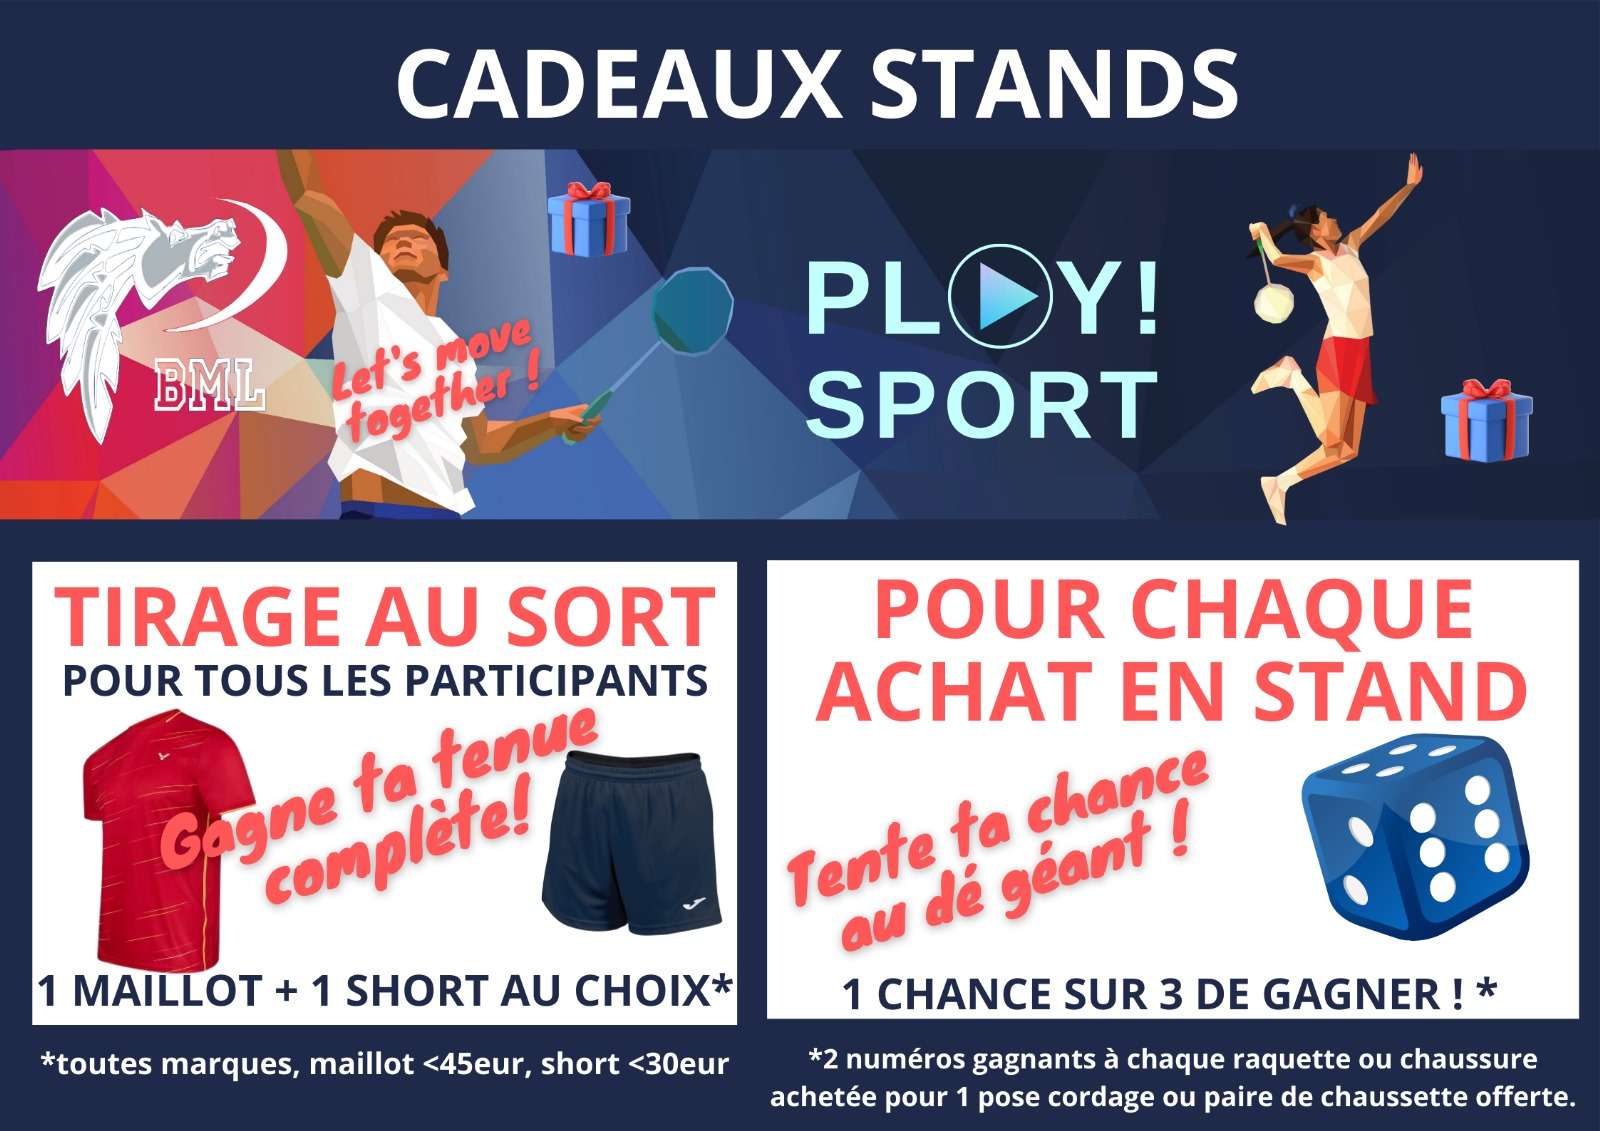 CADEAUX STANDS
BML
Let's move
together !
PLAY!
SPORT
TIRAGE AU SORT
POUR TOUS LES PARTICIPANTS
Gagne ta tenue
complète!
1 MAILLOT + 1 SHORT AU CHOIX*
*toutes marques, maillot <45eur, short <30eur
POUR CHAQUE
ACHAT EN STAND
Tente ta chance
au dé géant !
1 CHANCE SUR 3 DE GAGNER ! *
*2 numéros gagnants à chaque raquette ou chaussure
achetée pour 1 pose cordage ou paire de chaussette offerte.